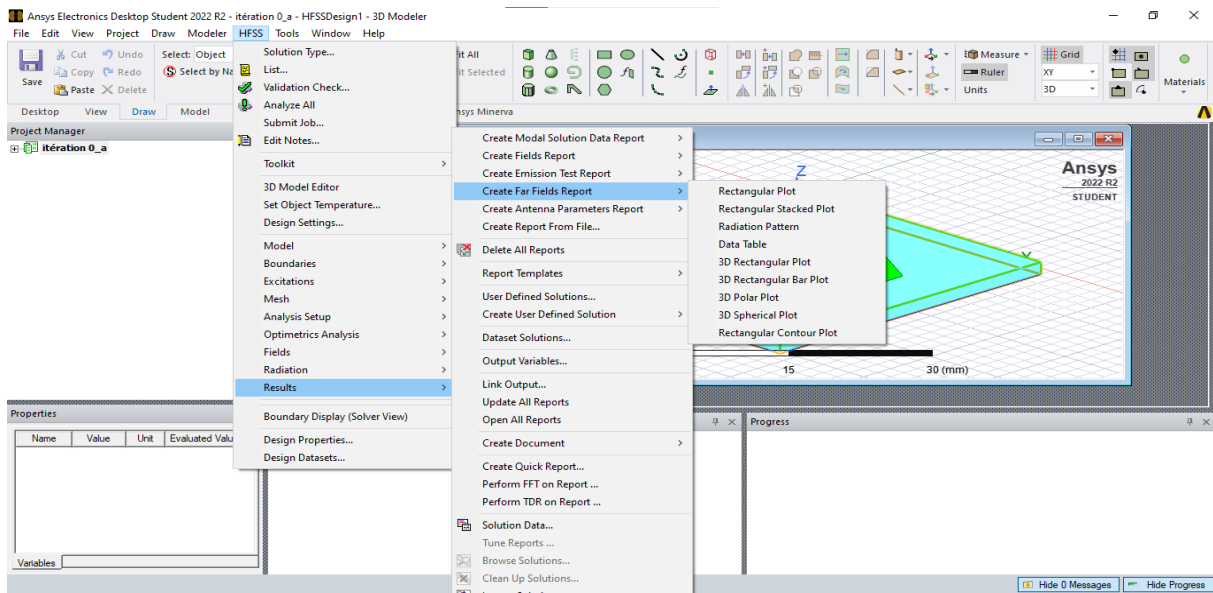 Ansys Electronics Desktop Student 2022 R2 - itération 0_a - HFSSDesign1 - 3D Modeler
File Edit View Project Draw Modeler HFSS Tools Window Help
Save
Cut Undo
Copy Redo
Paste Delete
Select: Object
Select by Na
Fit All
Fit Selected
Measure
Ruler
Units
Grid
XY
3D
Materials
Desktop View Draw Model
nsys Minerva
Project Manager
itération 0_a
Solution Type...
List...
Validation Check...
Analyze All
Submit Job...
Edit Notes...
Toolkit
3D Model Editor
Set Object Temperature...
Design Settings...
Model
Boundaries
Excitations
Mesh
Analysis Setup
Optimetrics Analysis
Fields
Radiation
Results
Boundary Display (Solver View)
Design Properties...
Design Datasets...
Create Modal Solution Data Report
Create Fields Report
Create Emission Test Report
Create Far Fields Report
Create Antenna Parameters Report
Create Report From File...
Delete All Reports
Report Templates
User Defined Solutions...
Create User Defined Solution
Dataset Solutions...
Output Variables...
Link Output...
Update All Reports
Open All Reports
Create Document
Create Quick Report...
Perform FFT on Report ...
Perform TDR on Report ...
Solution Data...
Tune Reports ...
Browse Solutions...
Clean Up Solutions...
Rectangular Plot
Rectangular Stacked Plot
Radiation Pattern
Data Table
3D Rectangular Plot
3D Rectangular Bar Plot
3D Polar Plot
3D Spherical Plot
Rectangular Contour Plot
Z
Y
Ansys
2022 R2
STUDENT
15 30 (mm)
Properties
Name Value Unit Evaluated Valu
Variables
Progress
Hide 0 Messages Hide Progress